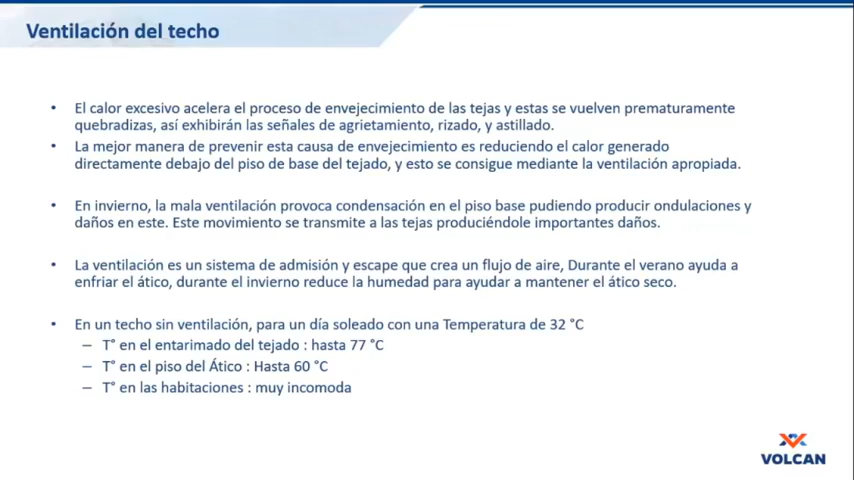 Ventilación del techo
• El calor excesivo acelera el proceso de envejecimiento de las tejas y estas se vuelven prematuramente
quebradizas, así exhibirán las señales de agrietamiento, rizado, y astillado.
• La mejor manera de prevenir esta causa de envejecimiento es reduciendo el calor generado
directamente debajo del piso de base del tejado, y esto se consigue mediante la ventilación apropiada.
• En invierno, la mala ventilación provoca condensación en el piso base pudiendo producir ondulaciones y
daños en este. Este movimiento se transmite a las tejas produciéndole importantes daños.
• La ventilación es un sistema de admisión y escape que crea un flujo de aire, Durante el verano ayuda a
enfriar el ático, durante el invierno reduce la humedad para ayudar a mantener el ático seco.
• En un techo sin ventilación, para un día soleado con una Temperatura de 32 °C
– T° en el entarimado del tejado : hasta 77 °C
– T° en el piso del Ático : Hasta 60 °C
– T° en las habitaciones : muy incomoda
VOLCAN